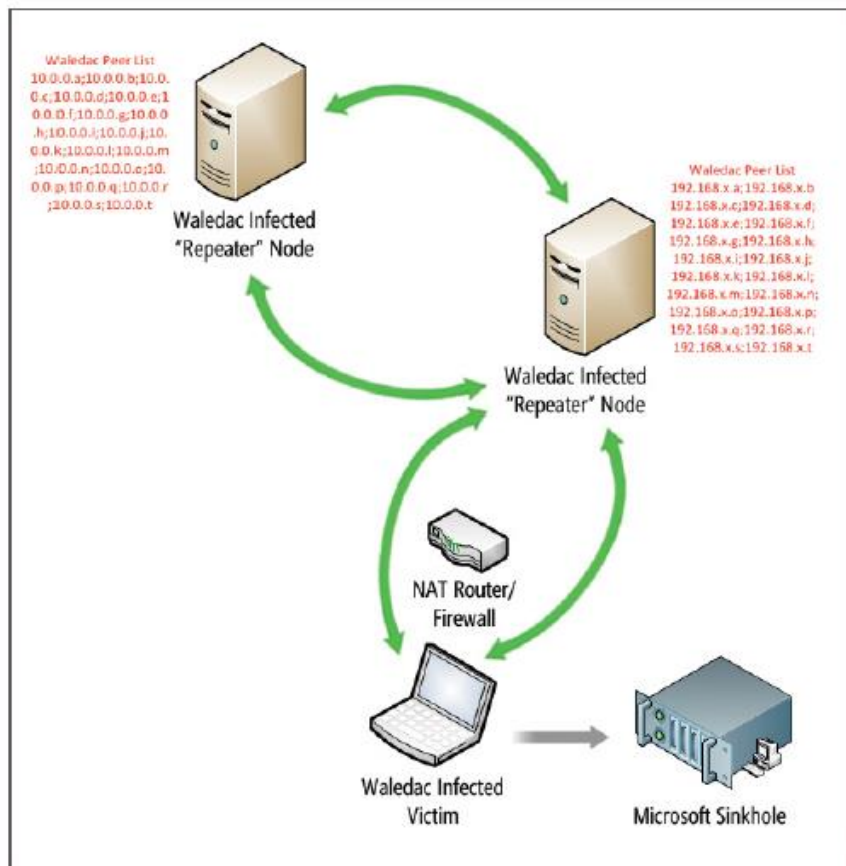 Waledac Peer List
10.0.0.a;10.0.0.b;10.0.
0.c;10.0.0.d;10.0.0.e;1
0.0.0.f;10.0.0.g;10.0.0
.h;10.0.0.i;10.0.0.j;10.
0.0.k;10.0.0.l;10.0.0.m
;10.0.0.n;10.0.0.o;10.
0.0.p;10.0.0.q;10.0.0.r
;10.0.0.s;10.0.0.t
Waledac Infected
"Repeater" Node
Waledac Peer List
192.168.x.a;192.168.x.b
192.168.x.c;192.168.x.d;
192.168.x.e;192.168.x.f;
192.168.x.g;192.168.x.h;
192.168.x.i;192.168.x.j;
192.168.x.k;192.168.x.l;
192.168.x.m;192.168.x.n;
192.168.x.o;192.168.x.p;
192.168.x.q;192.168.x.r;
192.168.x.s;192.168.x.t
Waledac Infected
"Repeater" Node
NAT Router/
Firewall
Waledac Infected
Victim
Microsoft Sinkhole